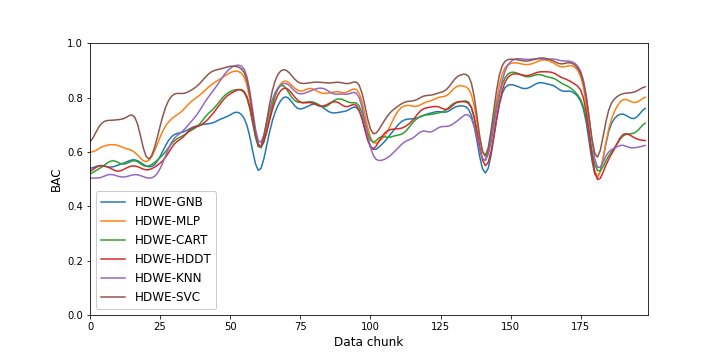 1.0
0.8
0.6
0.4
0.2
0.0
BAC
HDWE-GNB
HDWE-MLP
HDWE-CART
HDWE-HDDT
HDWE-KNN
HDWE-SVC
0 25 50 75 100 125 150 175
Data chunk